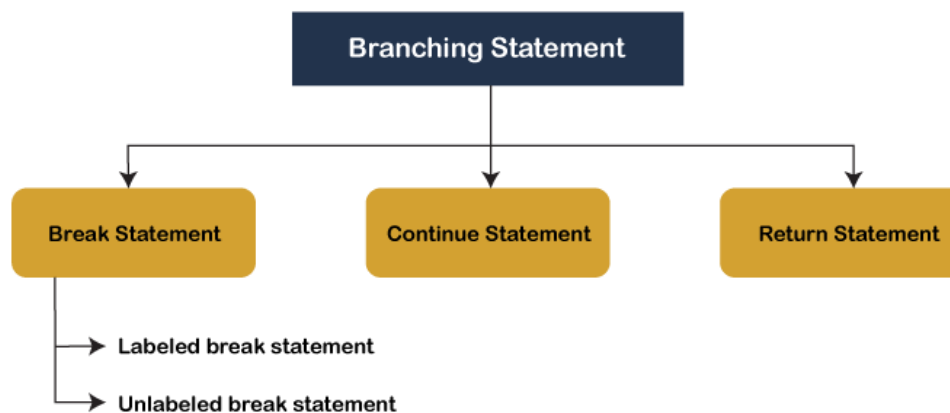 Branching Statement
Break Statement
Continue Statement
Return Statement
Labeled break statement
Unlabeled break statement